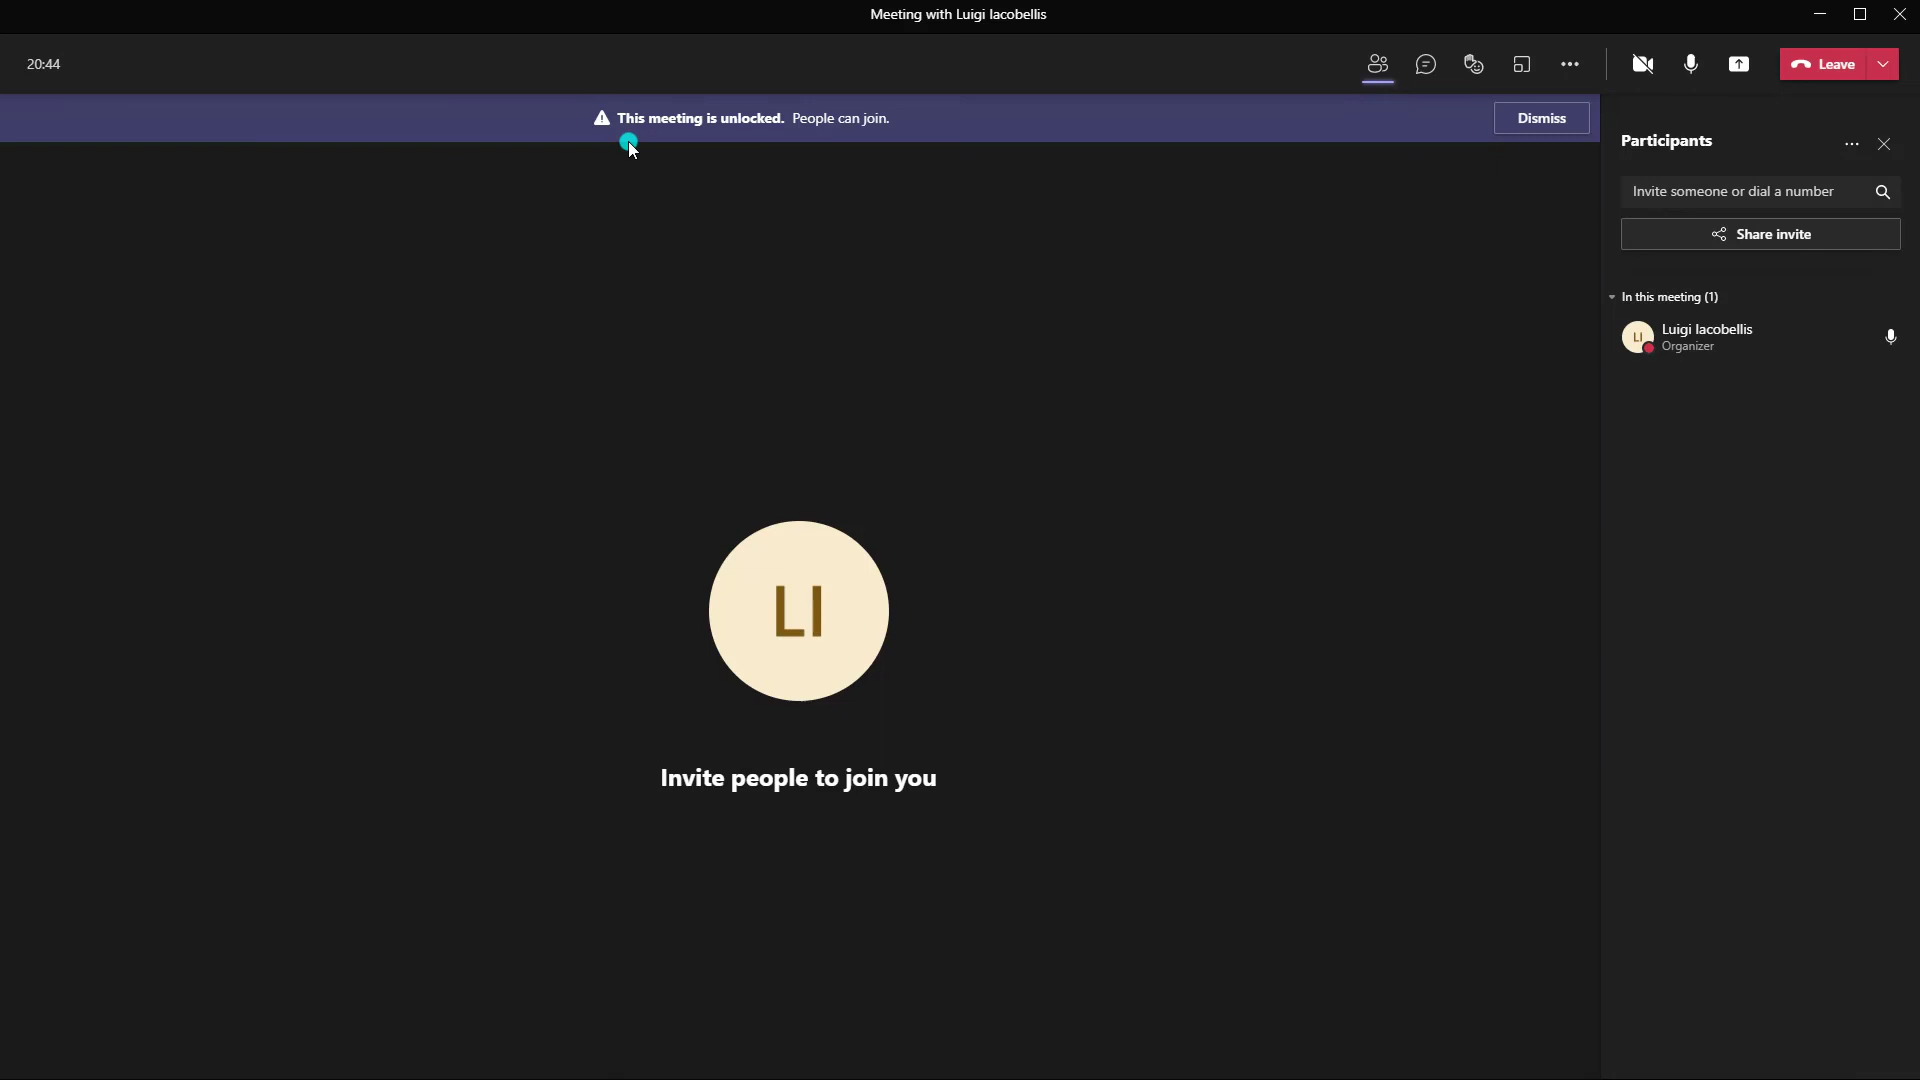 Meeting with Luigi Iacobellis
20:44
Leave
This meeting is unlocked. People can join.
Dismiss
Participants
Invite someone or dial a number
Share invite
In this meeting (1)
LI
Luigi Iacobellis
Organizer
LI
Invite people to join you